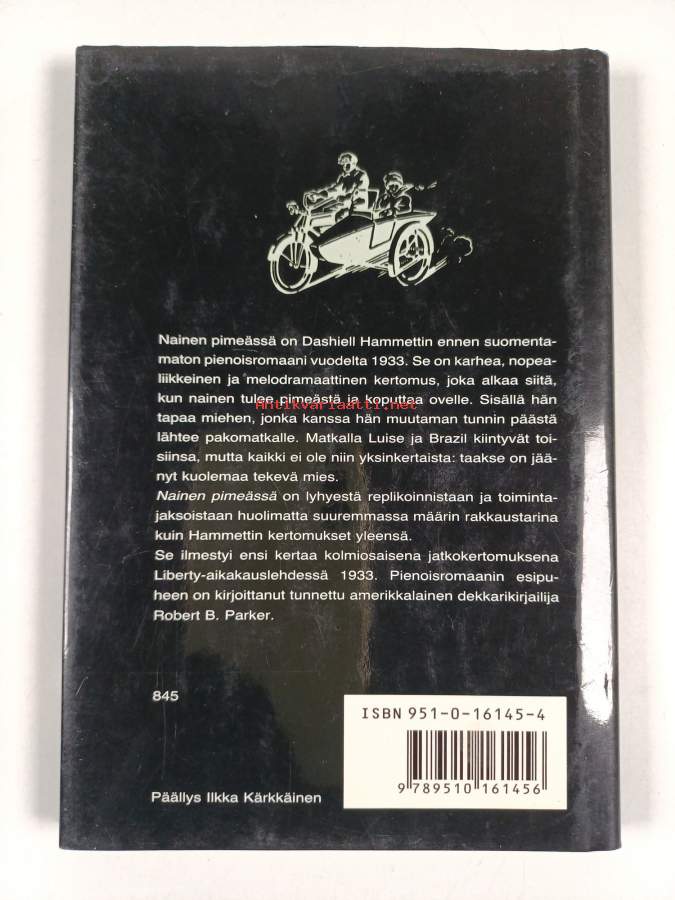 Nainen pimeässä on Dashiell Hammettin ennen suomenta-
maton pienoisromaani vuodelta 1933. Se on karhea, nopea-
liikkeinen ja melodramaattinen kertomus, joka alkaa siitä,
kun nainen tulee pimeästä ja koputtaa ovelle. Sisällä hän
Antikvariaatti.net
tapaa miehen, jonka kanssa hän muutaman tunnin päästä
lähtee pakomatkalle. Matkalla Luise ja Brazil kiintyvät toi-
siinsa, mutta kaikki ei ole niin yksinkertaista: taakse on jää-
nyt kuolemaa tekevä mies.
Nainen pimeässä on lyhyestä replikoinnistaan ja toiminta-
jaksoistaan huolimatta suuremmassa määrin rakkaustarina
kuin Hammettin kertomukset yleensä.
Se ilmestyi ensi kertaa kolmiosaisena jatkokertomuksena
Liberty-aikakauslehdessä 1933. Pienoisromaanin esipu-
heen on kirjoittanut tunnettu amerikkalainen dekkarikirjailija
Robert B. Parker.
845
ISBN 951-0-16145-4
9 789510 161456
Päällys Ilkka Kärkkäinen